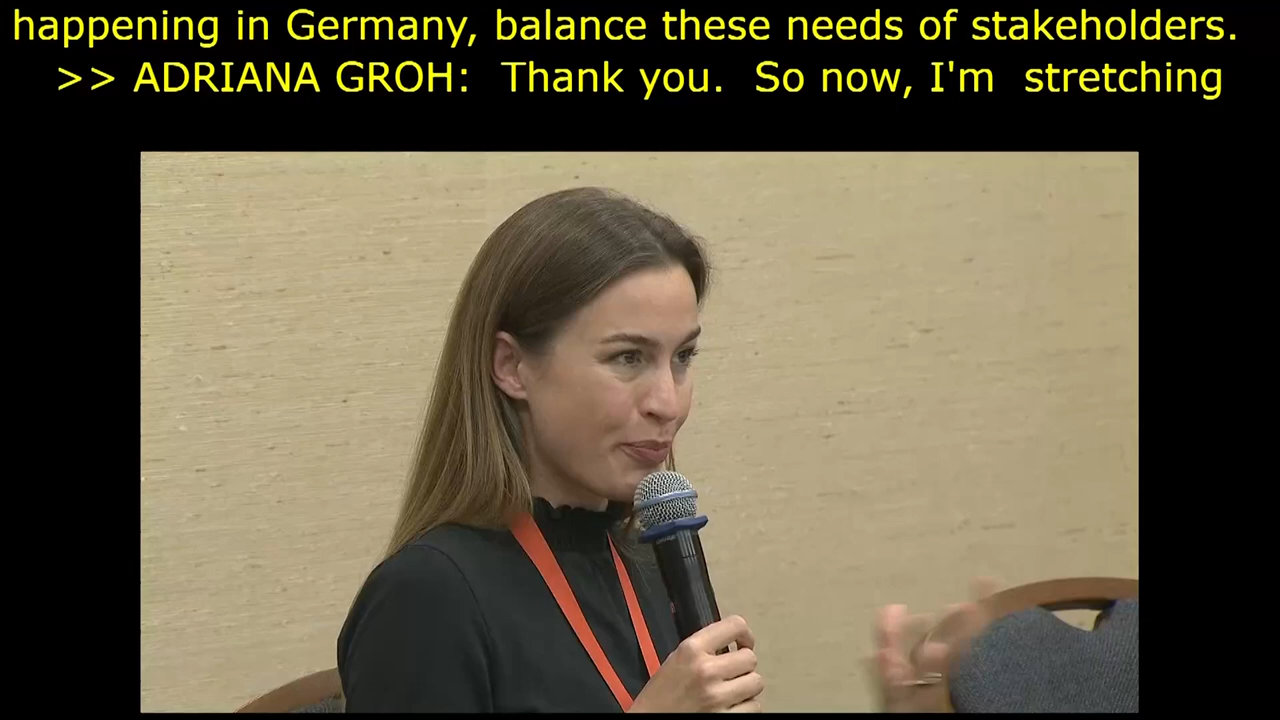 happening in Germany, balance these needs of stakeholders.
>> ADRIANA GROH: Thank you. So now, I'm stretching